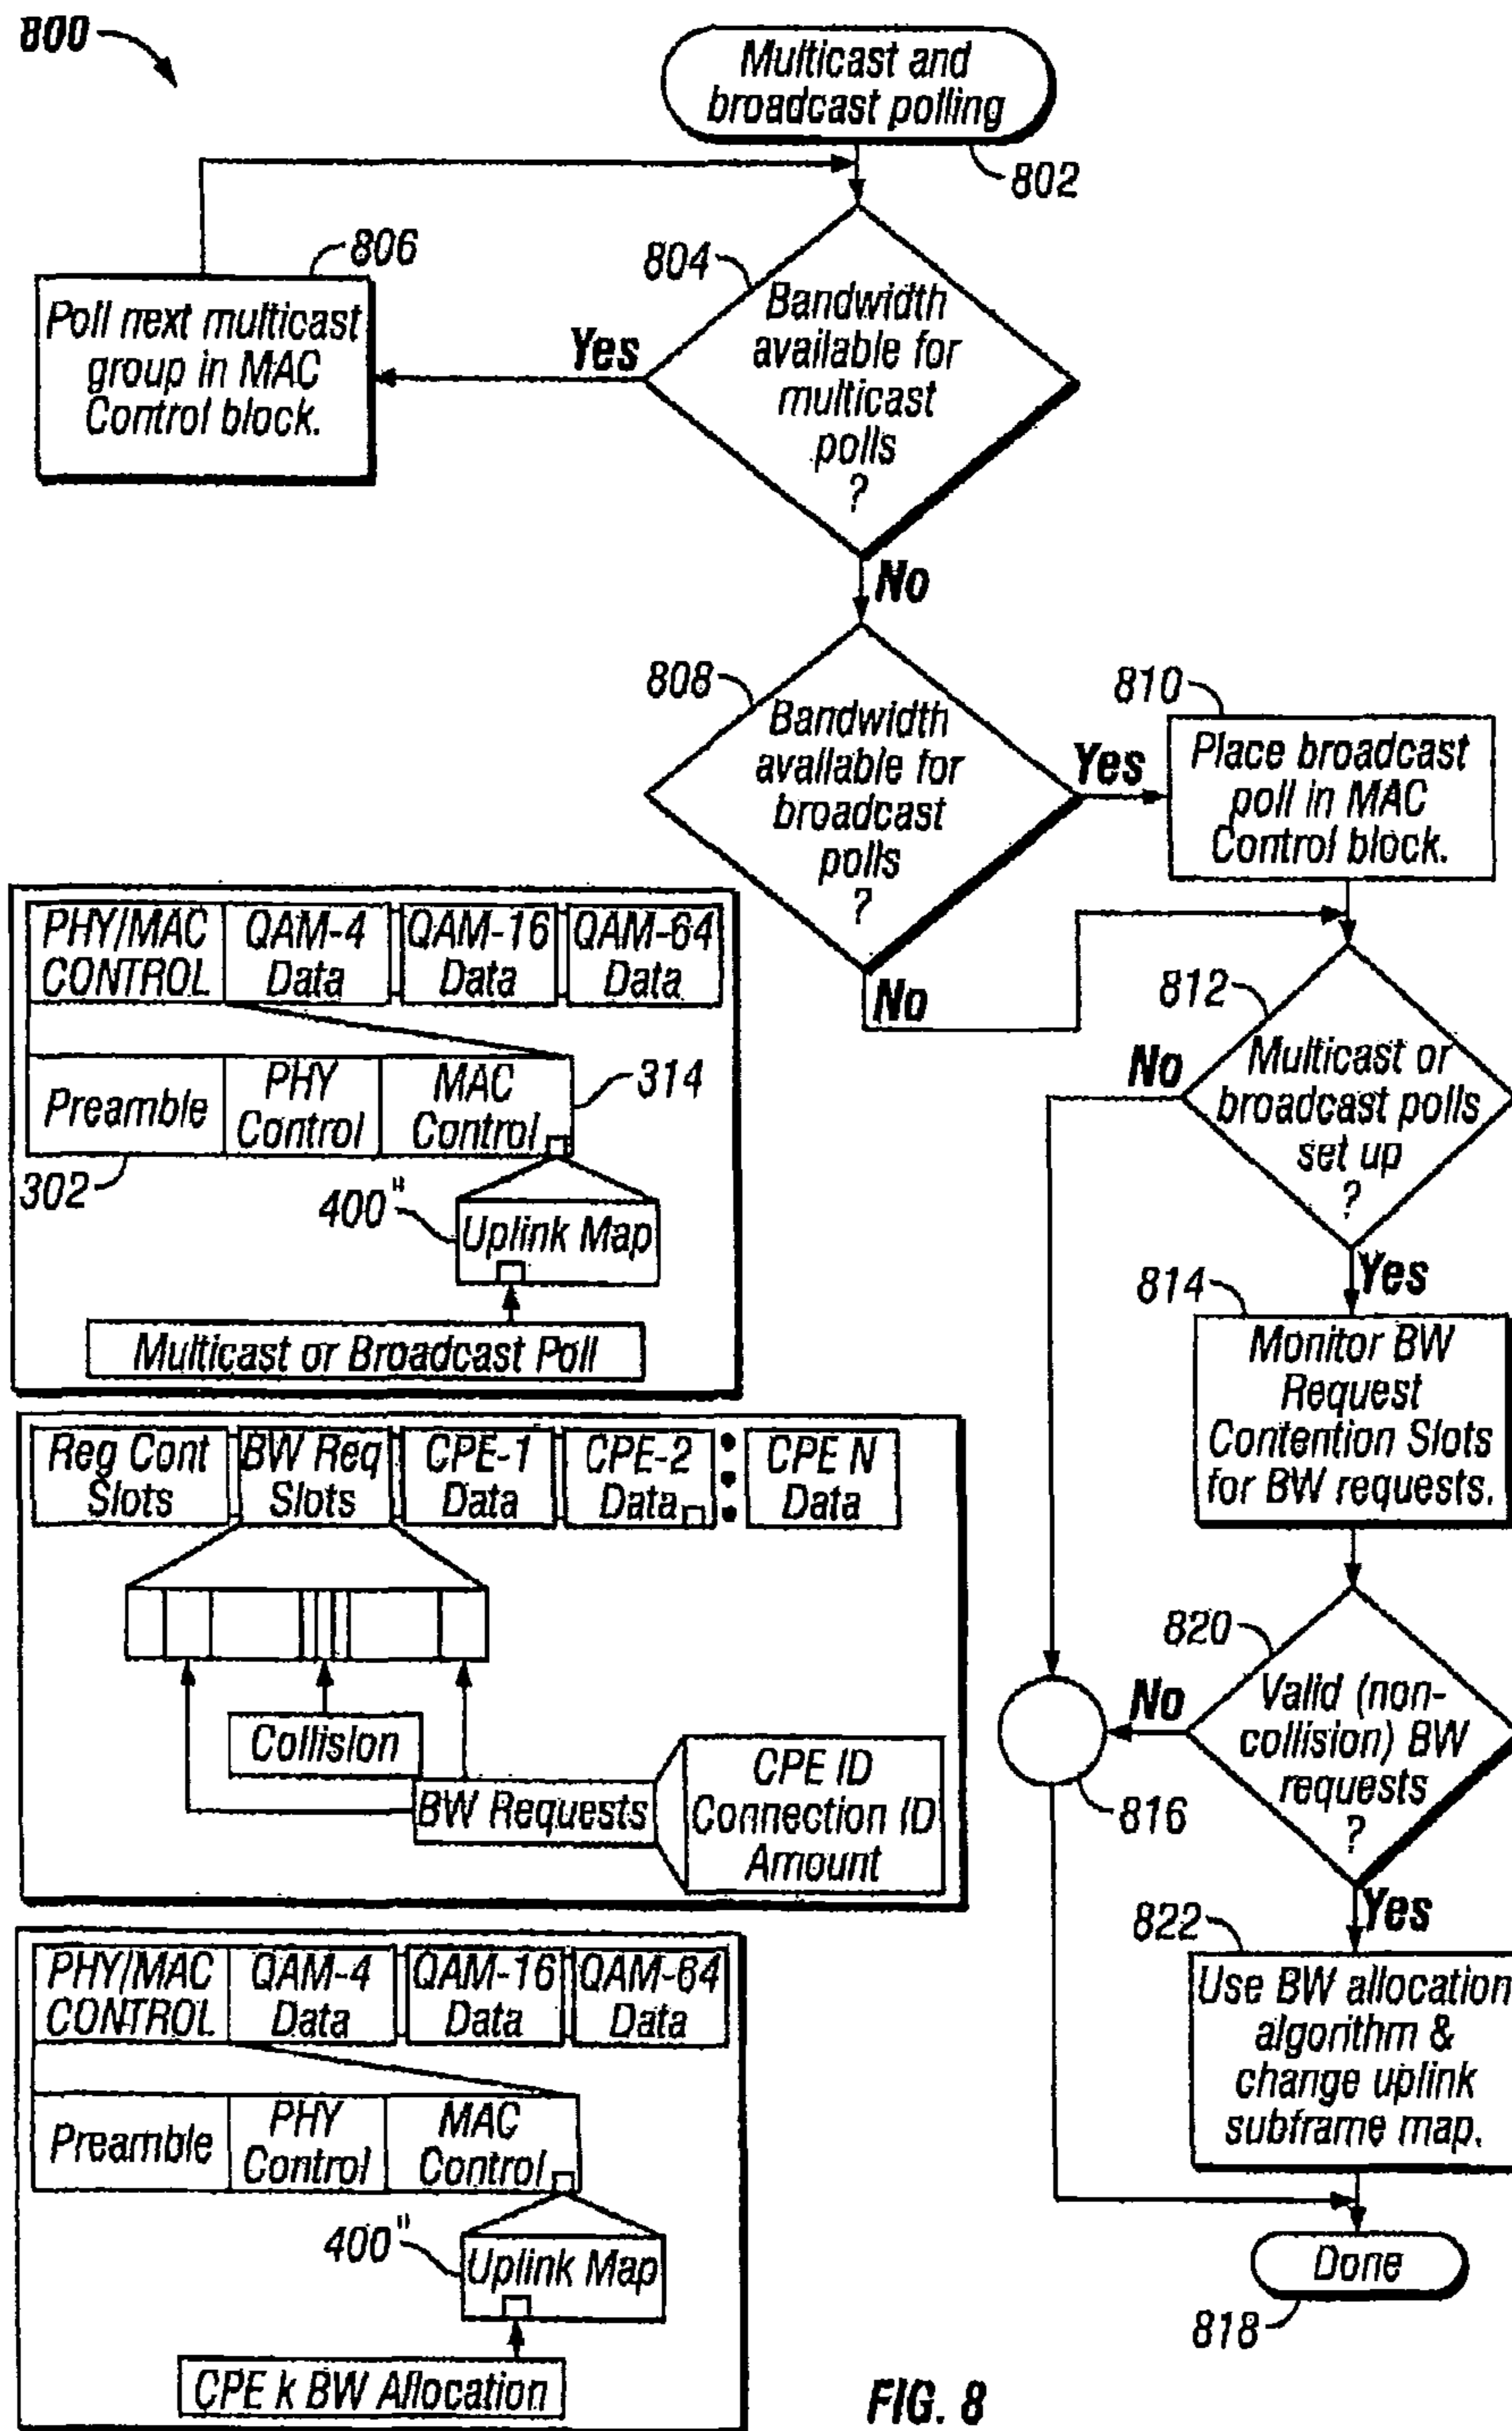 800
Multicast and
broadcast polling
802
804
Bandwidth
available for
multicast
polls
?
Yes
806
Poll next multicast
group in MAC
Control block.
No
808
Bandwidth
available for
broadcast
polls
?
Yes
810
Place broadcast
poll in MAC
Control block.
No
812
Multicast or
broadcast polls
set up
?
No
Yes
814
Monitor BW
Request
Contention Slots
for BW requests.
820
Valid (non-
collision) BW
requests
?
No
816
Yes
822
Use BW allocation
algorithm &
change uplink
subframe map.
Done
818
PHY/MAC
CONTROL
QAM-4
Data
QAM-16
Data
QAM-64
Data
Preamble
PHY
Control
MAC
Control
314
302
400"
Uplink Map
Multicast or Broadcast Poll
Reg Cont
Slots
BW Req
Slots
CPE-1
Data
CPE-2
Data
CPE N
Data
Collision
BW Requests
CPE ID
Connection ID
Amount
PHY/MAC
CONTROL
QAM-4
Data
QAM-16
Data
QAM-64
Data
Preamble
PHY
Control
MAC
Control
400"
Uplink Map
CPE k BW Allocation
FIG. 8